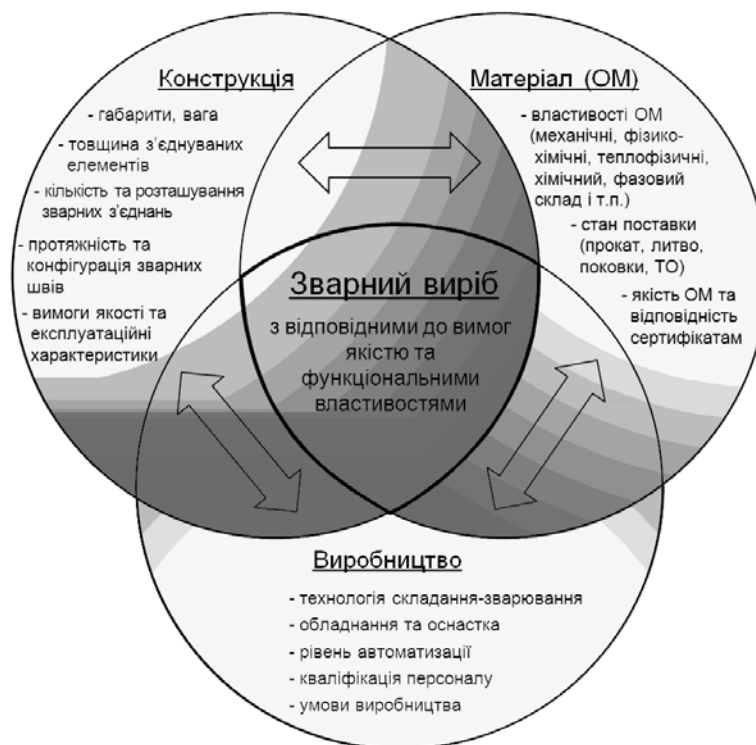 Конструкція
- габарити, вага
- товщина з’єднуваних
елементів
- кількість та розташування
зварних з’єднань
- протяжність та
конфігурація зварних
швів
- вимоги якості та
експлуатаційні
характеристики
Матеріал (ОМ)
- властивості ОМ
(механічні, фізико-
хімічні, теплофізичні,
хімічний, фазовий
склад і т.п.)
- стан поставки
(прокат, литво,
поковки, ТО)
- якість ОМ та
відповідність
сертифікатам
Зварний виріб
з відповідними до вимог
якістю та
функціональними
властивостями
Виробництво
- технологія складання-зварювання
- обладнання та оснастка
- рівень автоматизації
- кваліфікація персоналу
- умови виробництва